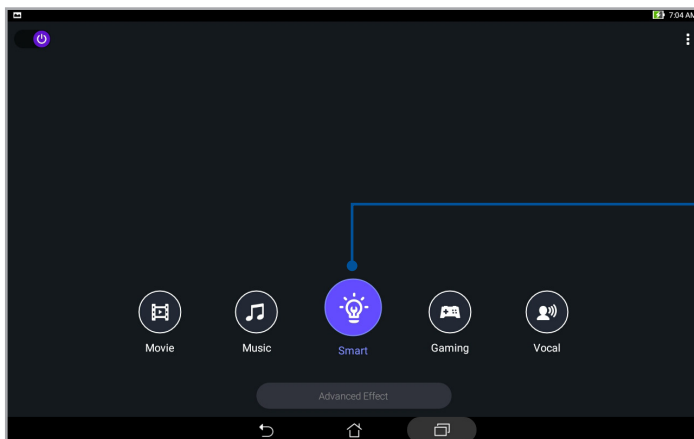 7:04 AM
Movie
Music
Smart
Gaming
Vocal
Advanced Effect